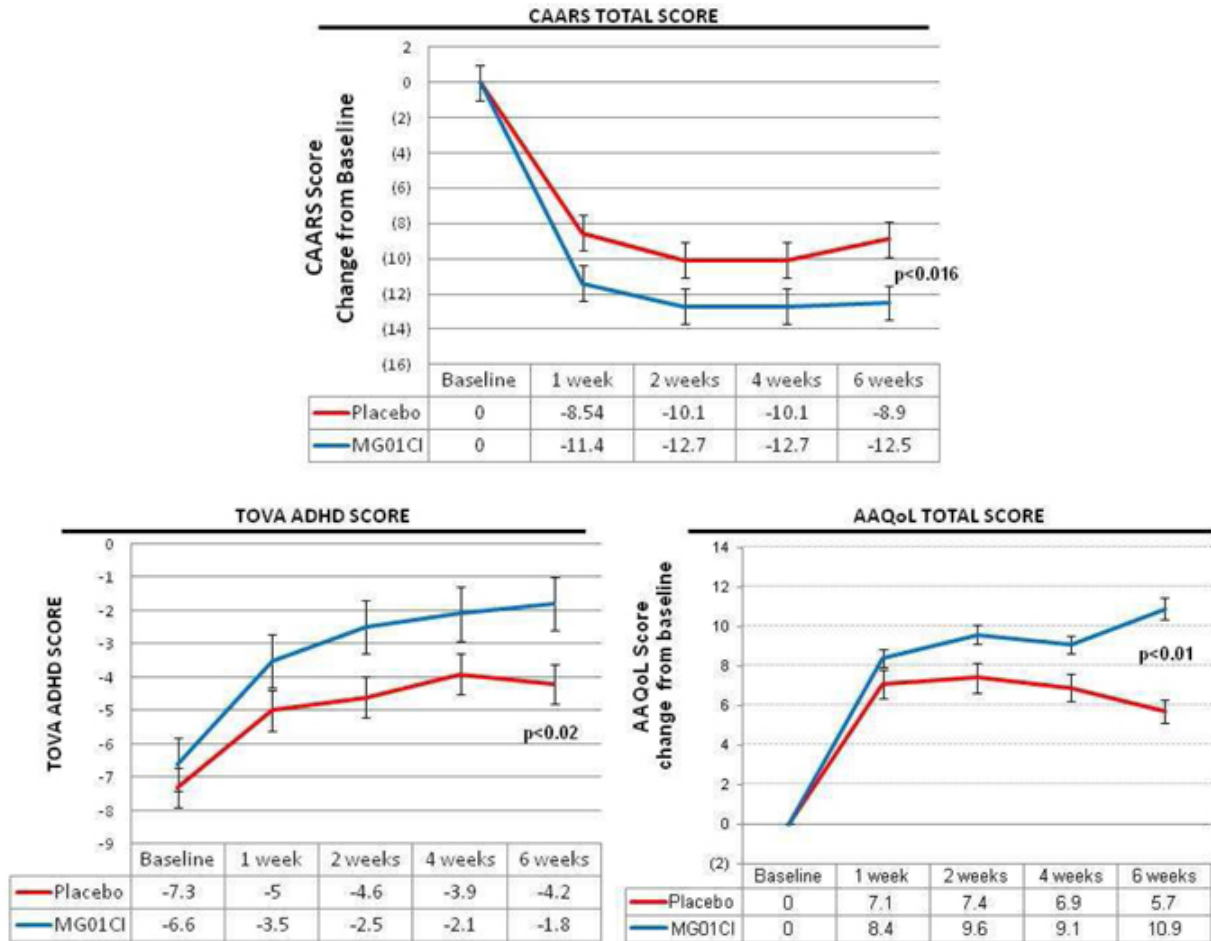 CAARS TOTAL SCORE
CAARS Score
Change from Baseline
2
0
(2)
(4)
(6)
(8)
(10)
(12)
(14)
(16)
p<0.016
Baseline 1 week 2 weeks 4 weeks 6 weeks
Placebo 0 -8.54 -10.1 -10.1 -8.9
MG01CI 0 -11.4 -12.7 -12.7 -12.5
TOVA ADHD SCORE
TOVA ADHD SCORE
0
-1
-2
-3
-4
-5
-6
-7
-8
-9
p<0.02
Baseline 1 week 2 weeks 4 weeks 6 weeks
Placebo -7.3 -5 -4.6 -3.9 -4.2
MG01CI -6.6 -3.5 -2.5 -2.1 -1.8
AAQoL TOTAL SCORE
AAQoL Score
change from baseline
14
12
10
8
6
4
2
0
(2)
p<0.01
Baseline 1 week 2 weeks 4 weeks 6 weeks
Placebo 0 7.1 7.4 6.9 5.7
MG01CI 0 8.4 9.6 9.1 10.9